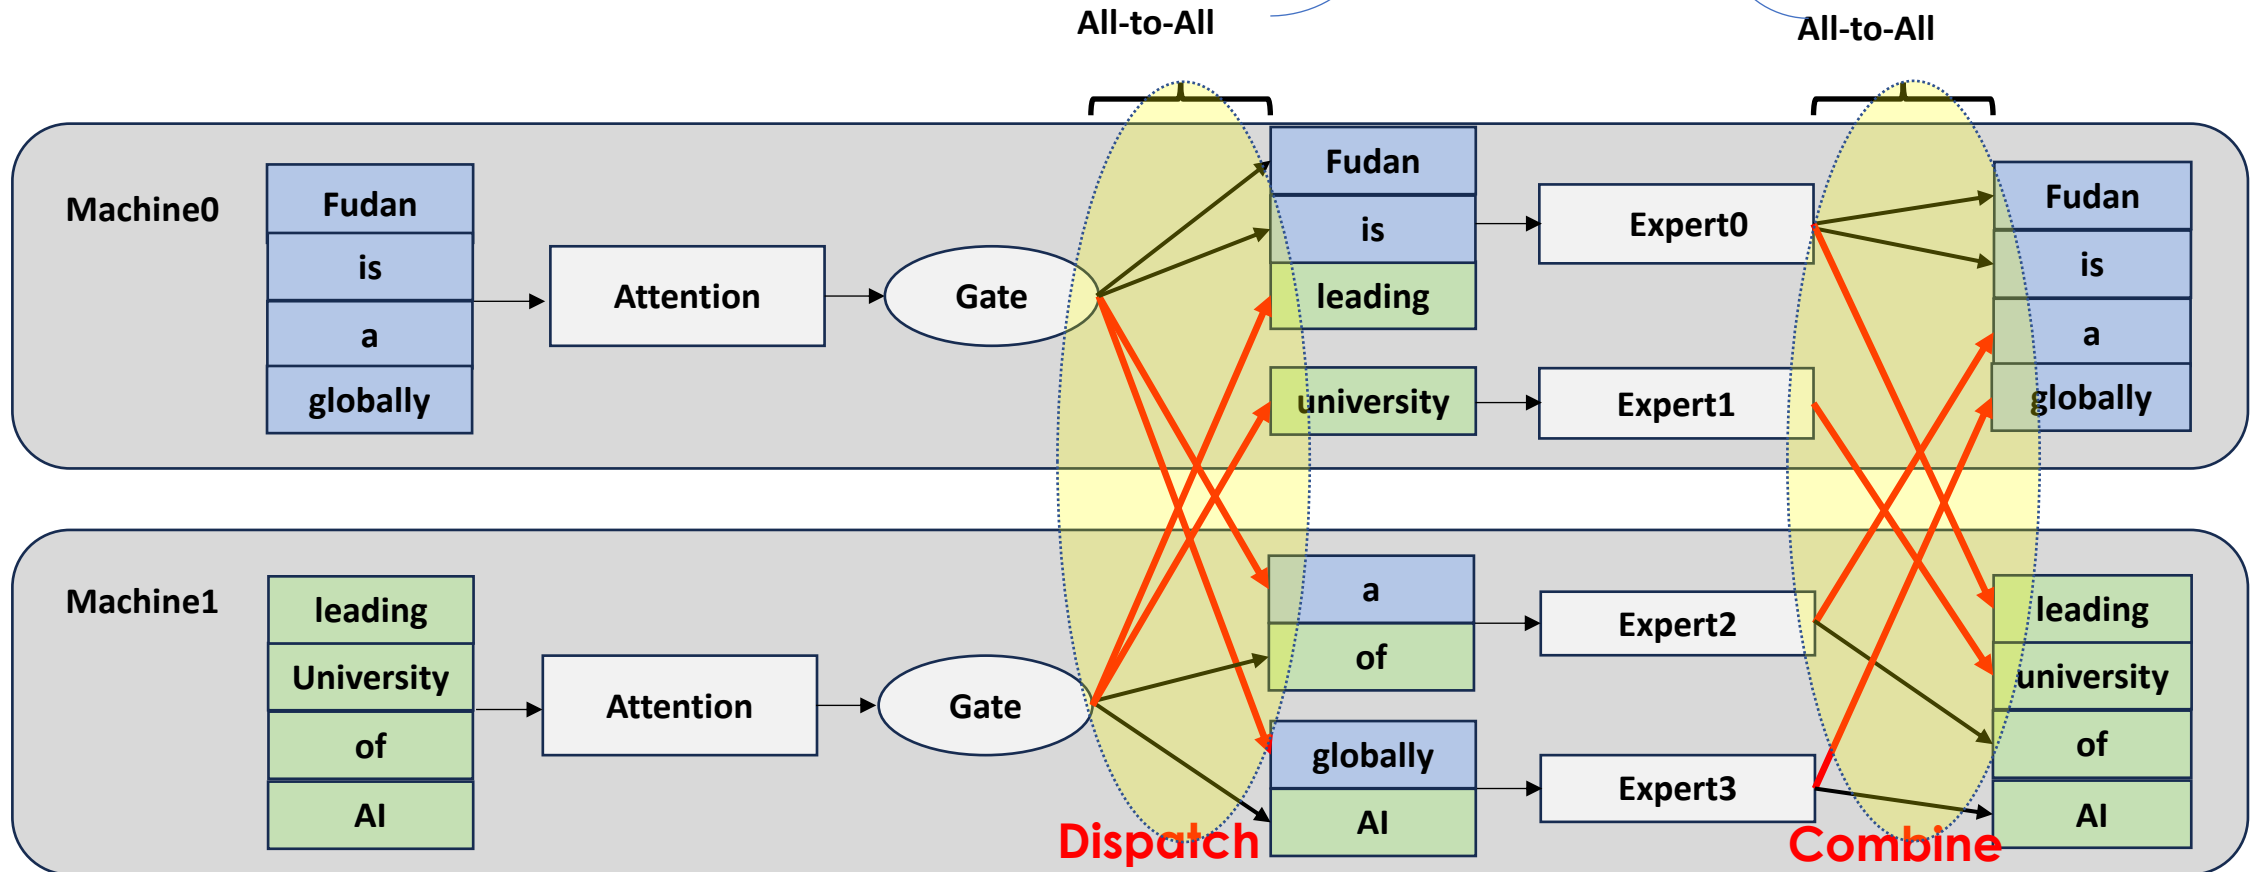 All-to-All
All-to-All
Machine0
Fudan
is
a
globally
Attention
Gate
Fudan
is
leading
university
Expert0
Expert1
Fudan
is
a
globally
Machine1
leading
University
of
AI
Attention
Gate
a
of
globally
AI
Expert2
Expert3
leading
university
of
AI
Dispatch
Combine